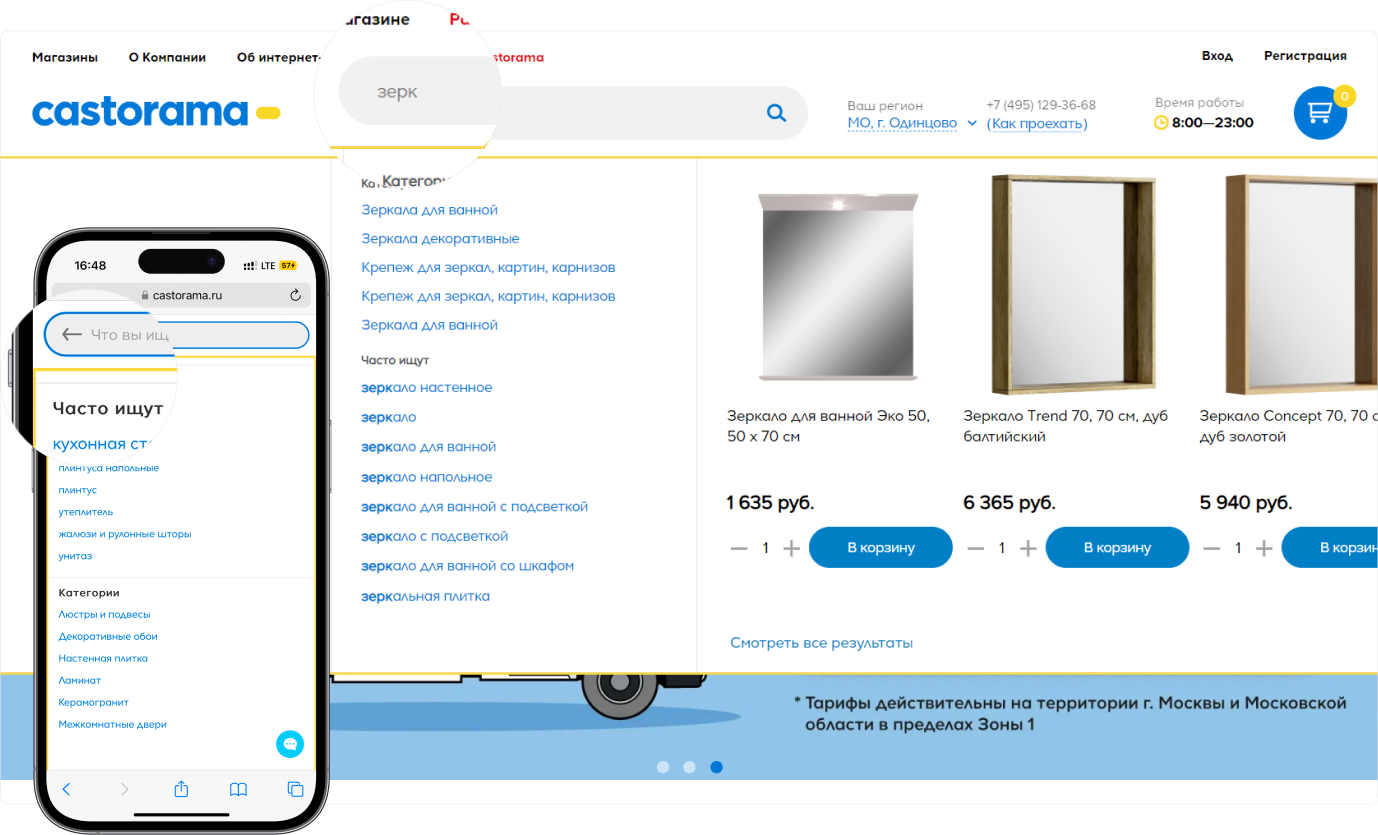 агазине
Магазины
О Компании
Об интернет-
storama
Вход
Регистрация
castorama
зерк
Ваш регион
МО, г. Одинцово
+7 (495) 129-36-68
(Как проехать)
Время работы
8:00—23:00
0
Категори
Зеркала для ванной
Зеркала декоративные
Крепеж для зеркал, картин, карнизов
Крепеж для зеркал, картин, карнизов
Зеркала для ванной
Часто ищут
зеркало настенное
зеркало
зеркало для ванной
зеркало напольное
зеркало для ванной с подсветкой
зеркало с подсветкой
зеркало для ванной со шкафом
зеркальная плитка
Зеркало для ванной Эко 50,
50 x 70 см
1 635 руб.
1
В корзину
Зеркало Trend 70, 70 см, дуб
балтийский
6 365 руб.
1
В корзину
Зеркало Concept 70, 70 с
дуб золотой
5 940 руб.
1
В корзин
Смотреть все результаты
* Тарифы действительны на территории г. Москвы и Московской
области в пределах Зоны 1
16:48
LTE
57
castorama.ru
Что вы ищ
Часто ищут
кухонная ст
плинтуса напольные
плинтус
утеплитель
жалюзи и рулонные шторы
унитаз
Категории
Люстры и подвесы
Декоративные обои
Настенная плитка
Ламинат
Керамогранит
Межкомнатные двери